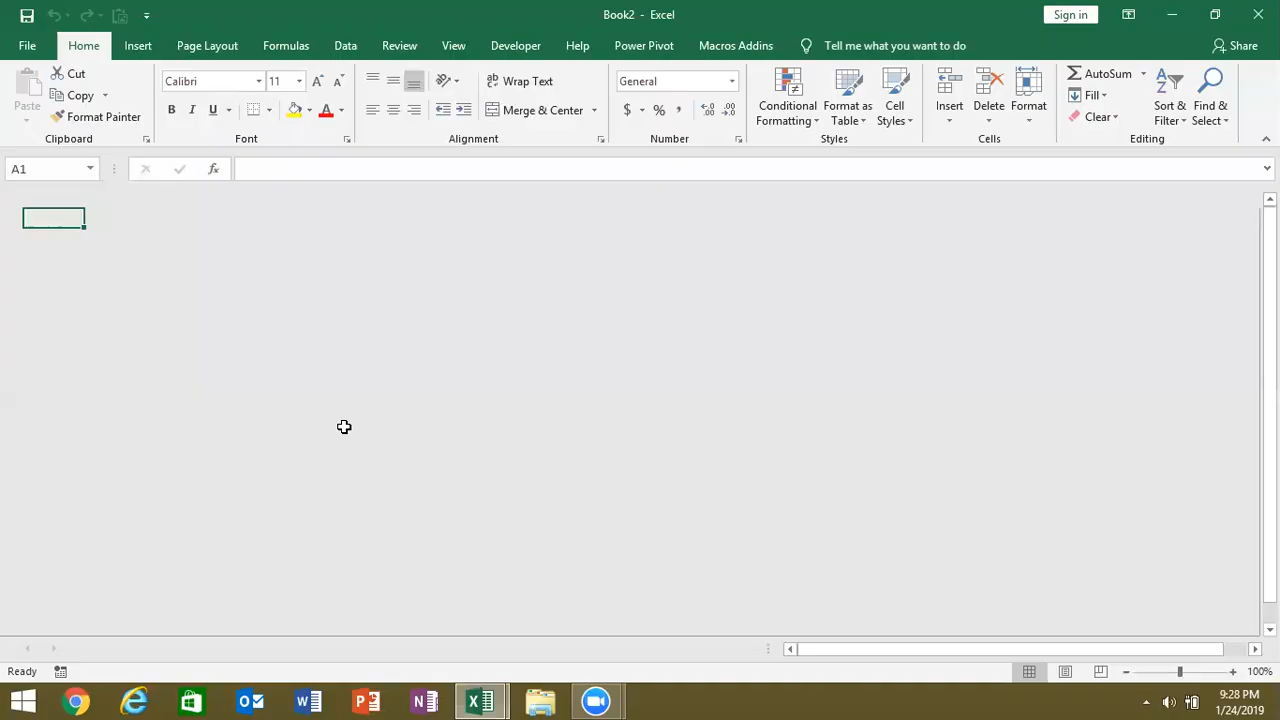 Book2 - Excel
Sign in
File Home Insert Page Layout Formulas Data Review View Developer Help Power Pivot Macros Addins Tell me what you want to do Share
Paste
Cut
Copy
Format Painter
Clipboard
Calibri 11
B I U
Font
Wrap Text
Merge & Center
Alignment
General
$ % ,
Number
Conditional Formatting
Format as Table
Cell Styles
Styles
Insert
Delete
Format
Cells
AutoSum
Fill
Clear
Sort & Filter
Find & Select
Editing
A1
fx
Ready
100%
9:28 PM
1/24/2019